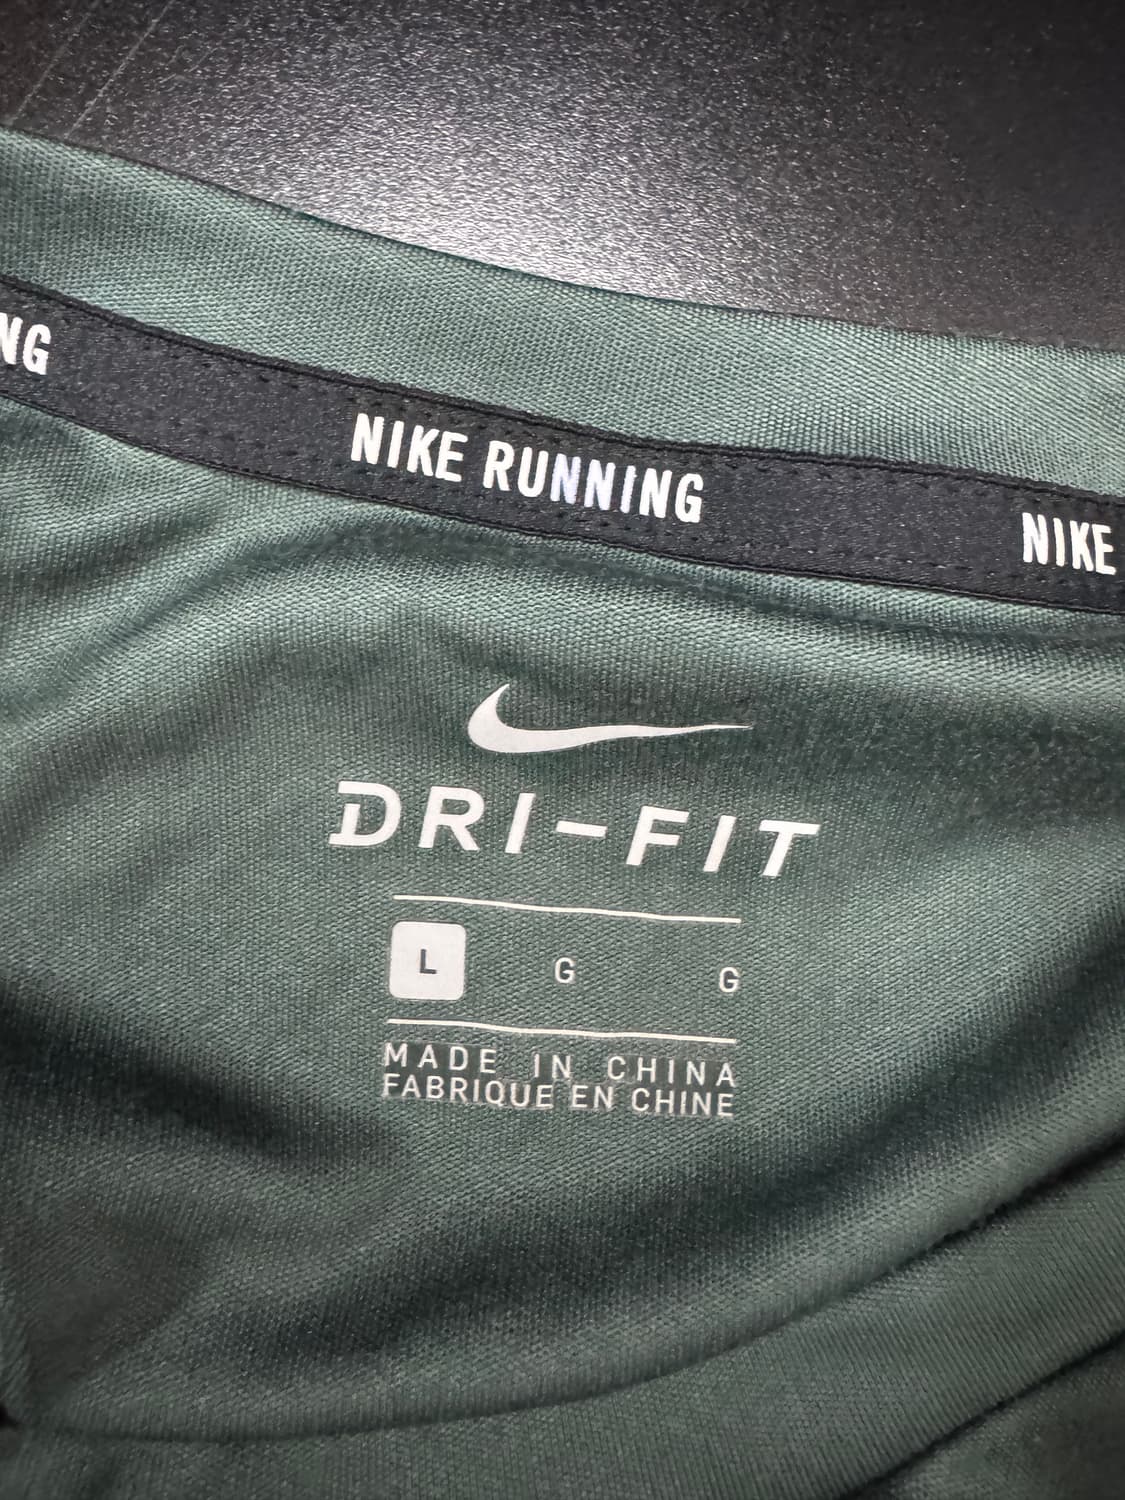 NG
NIKE RUNNING
NIKE
DRI-FIT
L G G
MADE IN CHINA
FABRIQUE EN CHINE